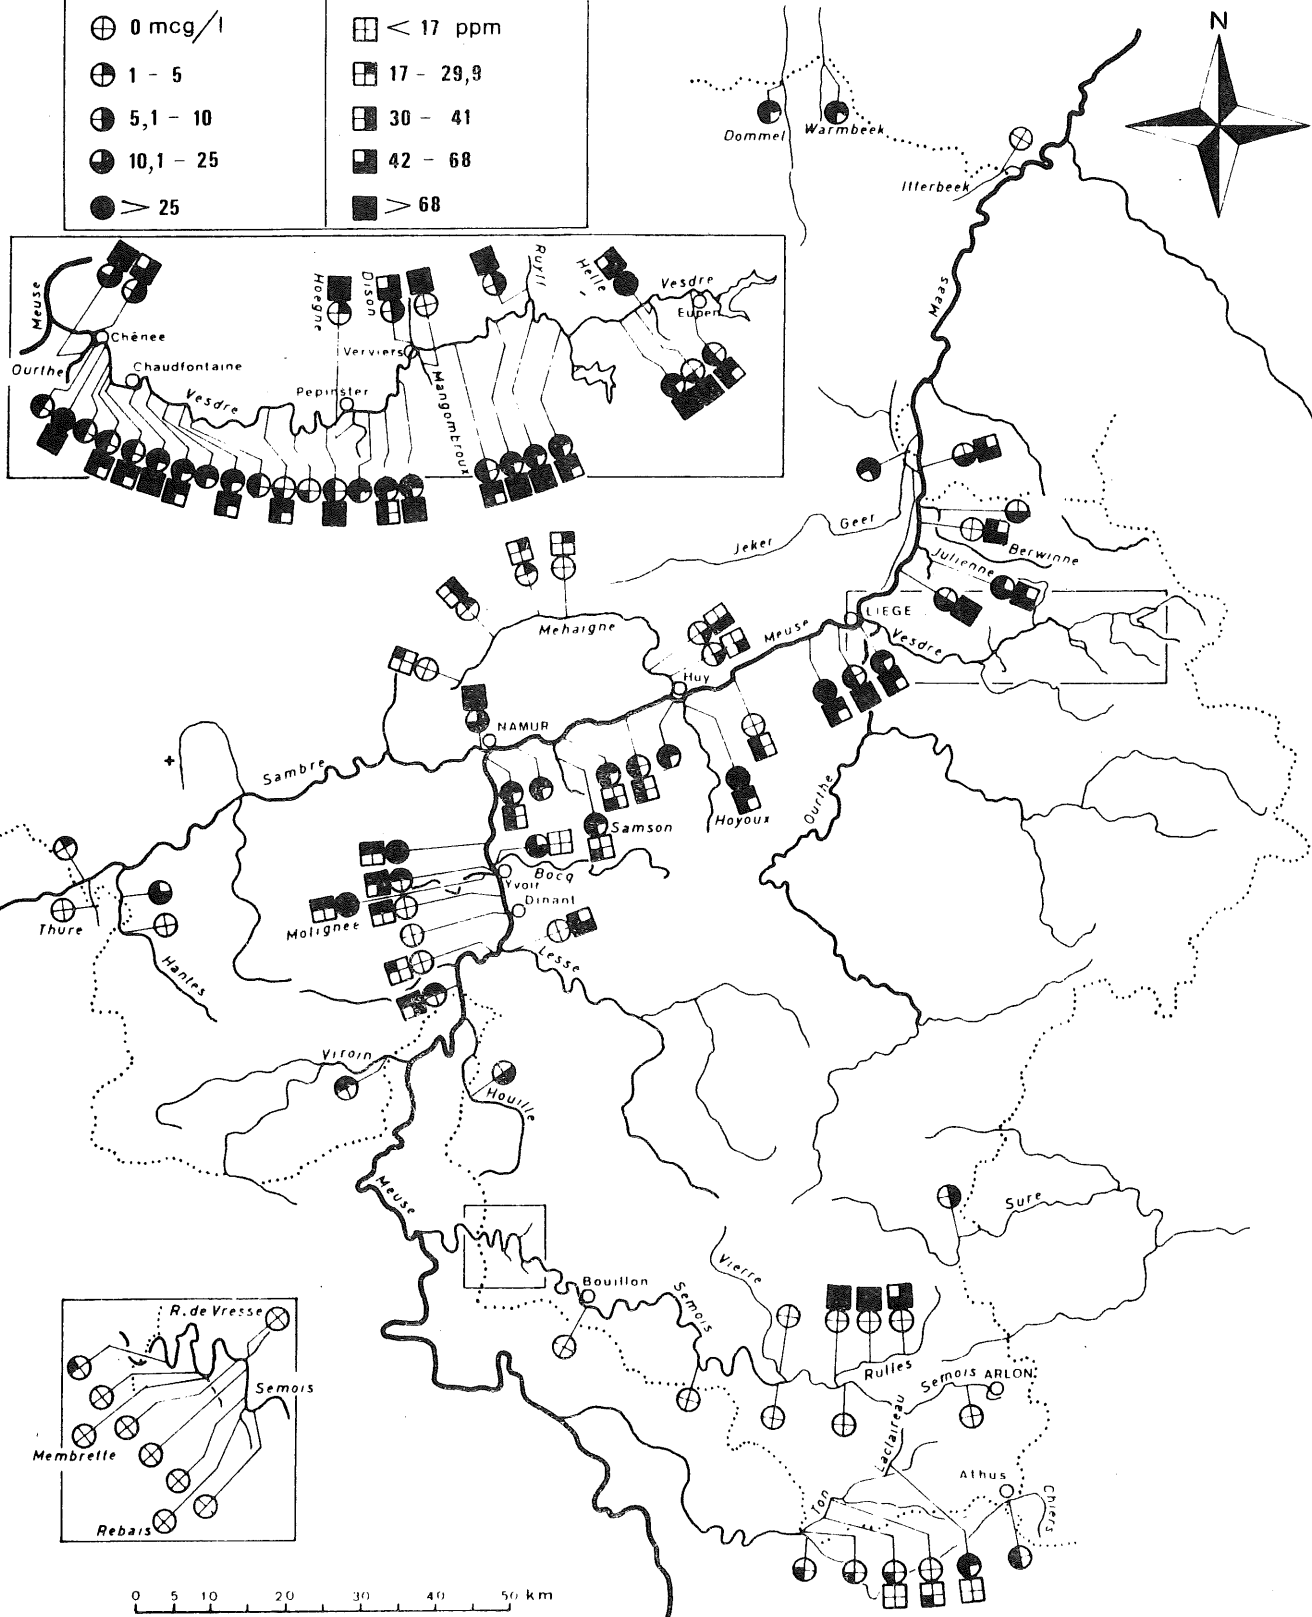 0 mcg/l
< 17 ppm
1 - 5
17 - 29,9
5,1 - 10
30 - 41
10,1 - 25
42 - 68
> 25
> 68
N
Dommel
Warmbeek
Itterbeek
Maas
Meuse
Ourthe
Chênee
Chaudfontaine
Vesdre
Hoegne
Pepinster
Dison
Verviers
Mangombroux
Ruyff
Helle
Vesdre
Eupen
Jeker
Geer
Berwinne
Julienne
LIEGE
Vesdre
Mehaigne
Meuse
Huy
NAMUR
Sambre
Samson
Hoyoux
Ourthe
Bocq
Yvoir
Dinant
Molignee
Lesse
Thure
Hantes
Viroin
Houille
Meuse
Sure
Bouillon
Semois
Vierre
Rulles
Semois
ARLON
Laclaireau
Ton
Athus
Chiers
R. de Vresse
Semois
Membrette
Rebais
0 5 10 20 30 40 50 km